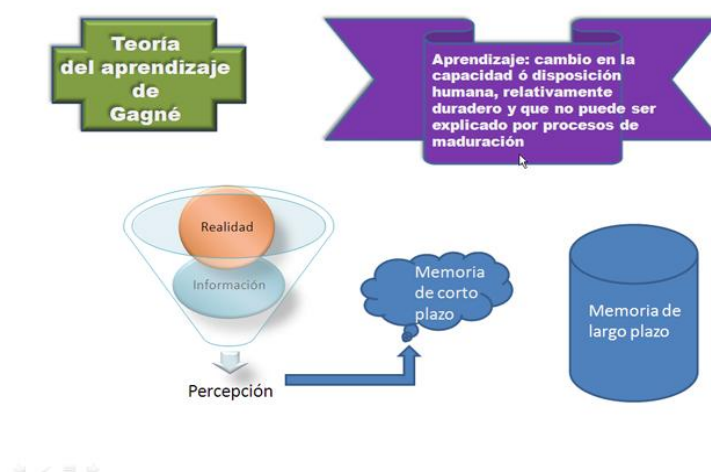 Teoría
del aprendizaje
de
Gagné
Aprendizaje: cambio en la
capacidad ó disposición
humana, relativamente
duradero y que no puede ser
explicado por procesos de
maduración
Realidad
Información
Percepción
Memoria
de corto
plazo
Memoria de
largo plazo